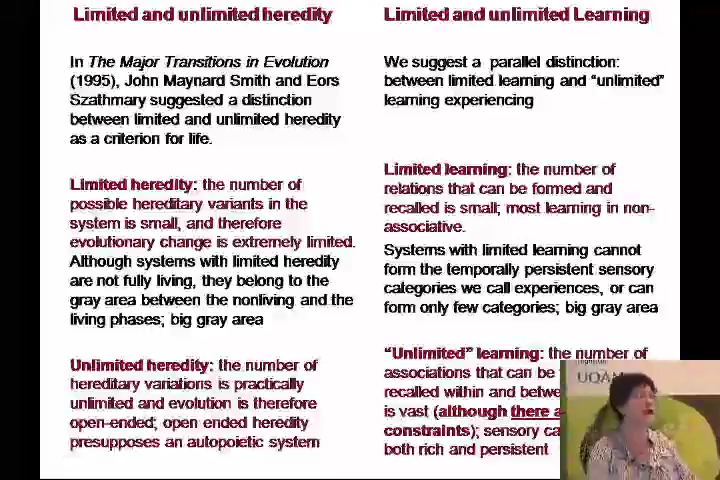 Limited and unlimited heredity
In The Major Transitions in Evolution
(1995), John Maynard Smith and Eors
Szathmary suggested a distinction
between limited and unlimited heredity
as a criterion for life.
Limited heredity: the number of
possible hereditary variants in the
system is small, and therefore
evolutionary change is extremely limited.
Although systems with limited heredity
are not fully living, they belong to the
gray area between the nonliving and the
living phases; big gray area
Unlimited heredity: the number of
hereditary variations is practically
unlimited and evolution is therefore
open-ended; open ended heredity
presupposes an autopoietic system
Limited and unlimited Learning
We suggest a parallel distinction:
between limited learning and “unlimited”
learning experiencing
Limited learning: the number of
relations that can be formed and
recalled is small; most learning in non-
associative.
Systems with limited learning cannot
form the temporally persistent sensory
categories we call experiences, or can
form only few categories; big gray area
“Unlimited” learning: the number of
associations that can be
recalled within and betwe
is vast (although there a
constraints); sensory ca
both rich and persistent
UQAM